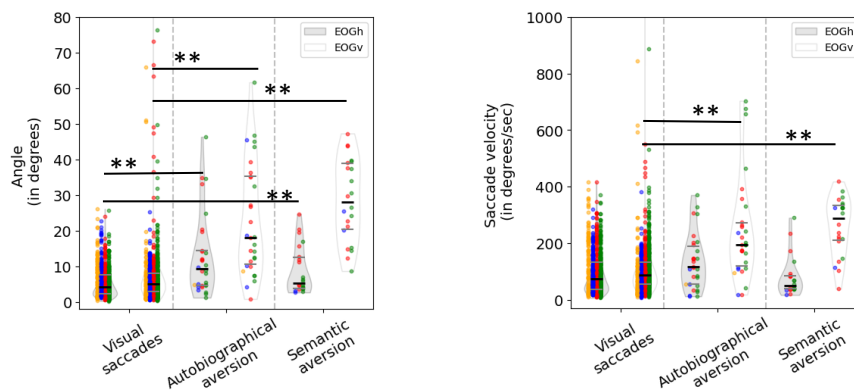 80
70
60
50
40
30
20
10
0
Angle
(in degrees)
EOGh
EOGv
**
**
**
**
Visual
saccades
Autobiographical
aversion
Semantic
aversion
1000
800
600
400
200
0
Saccade velocity
(in degrees/sec)
EOGh
EOGv
**
**
Visual
saccades
Autobiographical
aversion
Semantic
aversion